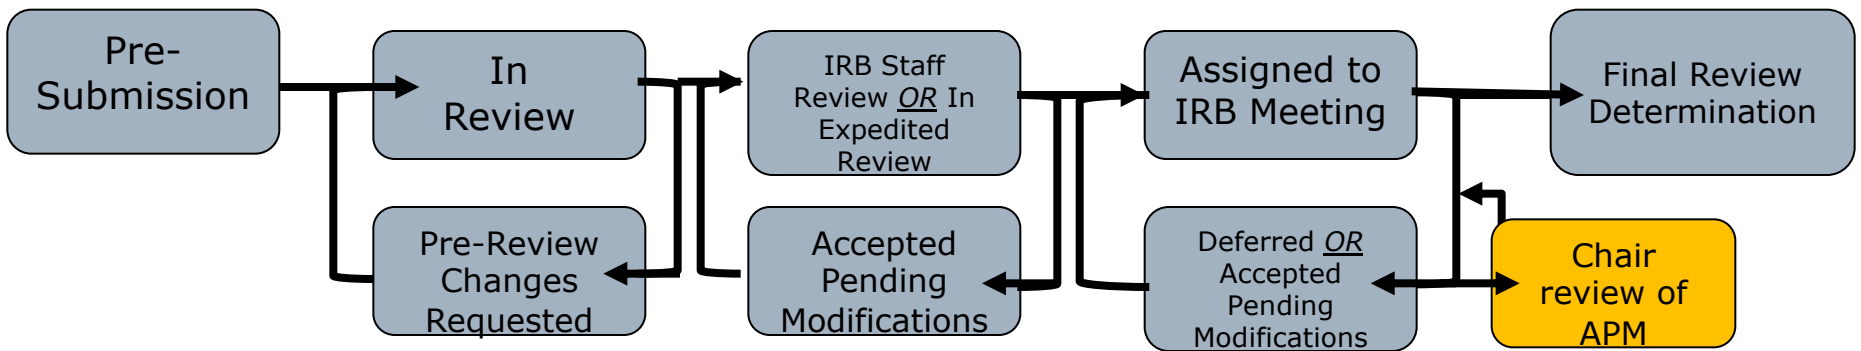 Pre-
Submission
In
Review
IRB Staff
Review OR In
Expedited
Review
Assigned to
IRB Meeting
Final Review
Determination
Pre-Review
Changes
Requested
Accepted
Pending
Modifications
Deferred OR
Accepted
Pending
Modifications
Chair
review of
APM